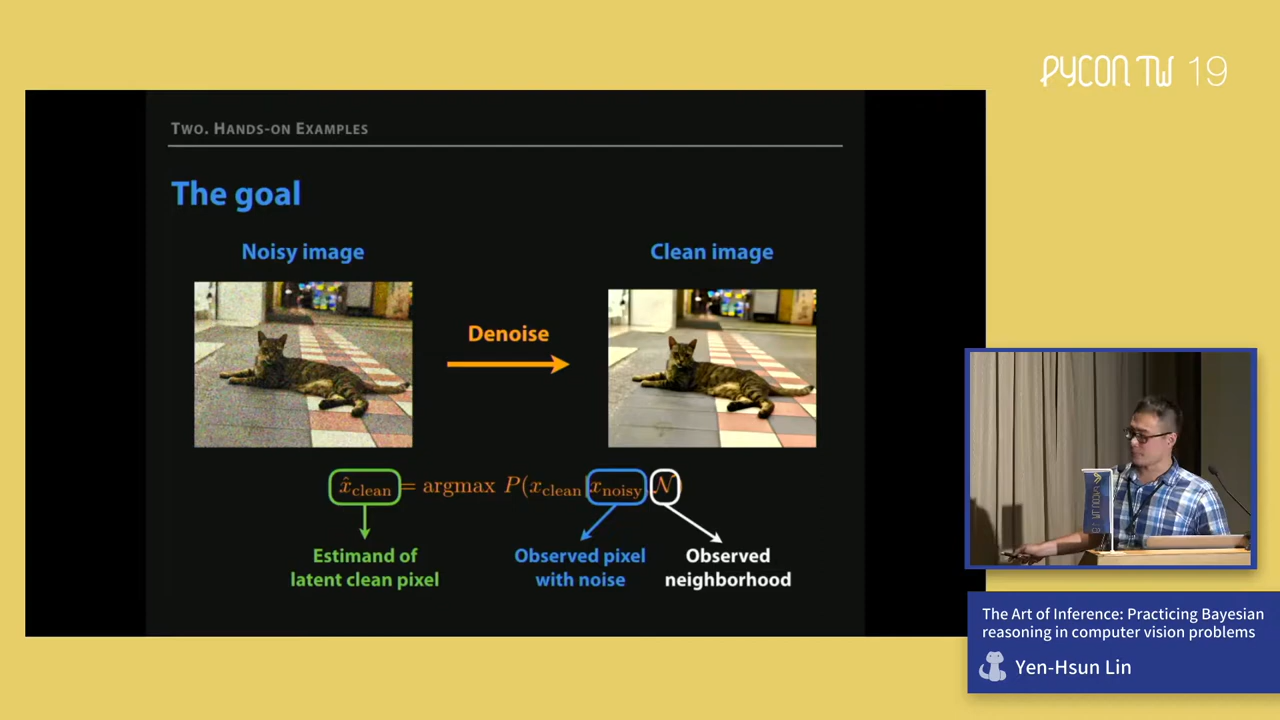 PYCON TW 19
TWO. HANDS-ON EXAMPLES
The goal
Noisy image
Clean image
Denoise
x̂clean = argmax P(xclean|xnoisy, N)
Estimand of
latent clean pixel
Observed pixel
with noise
Observed
neighborhood
The Art of Inference: Practicing Bayesian
reasoning in computer vision problems
Yen-Hsun Lin